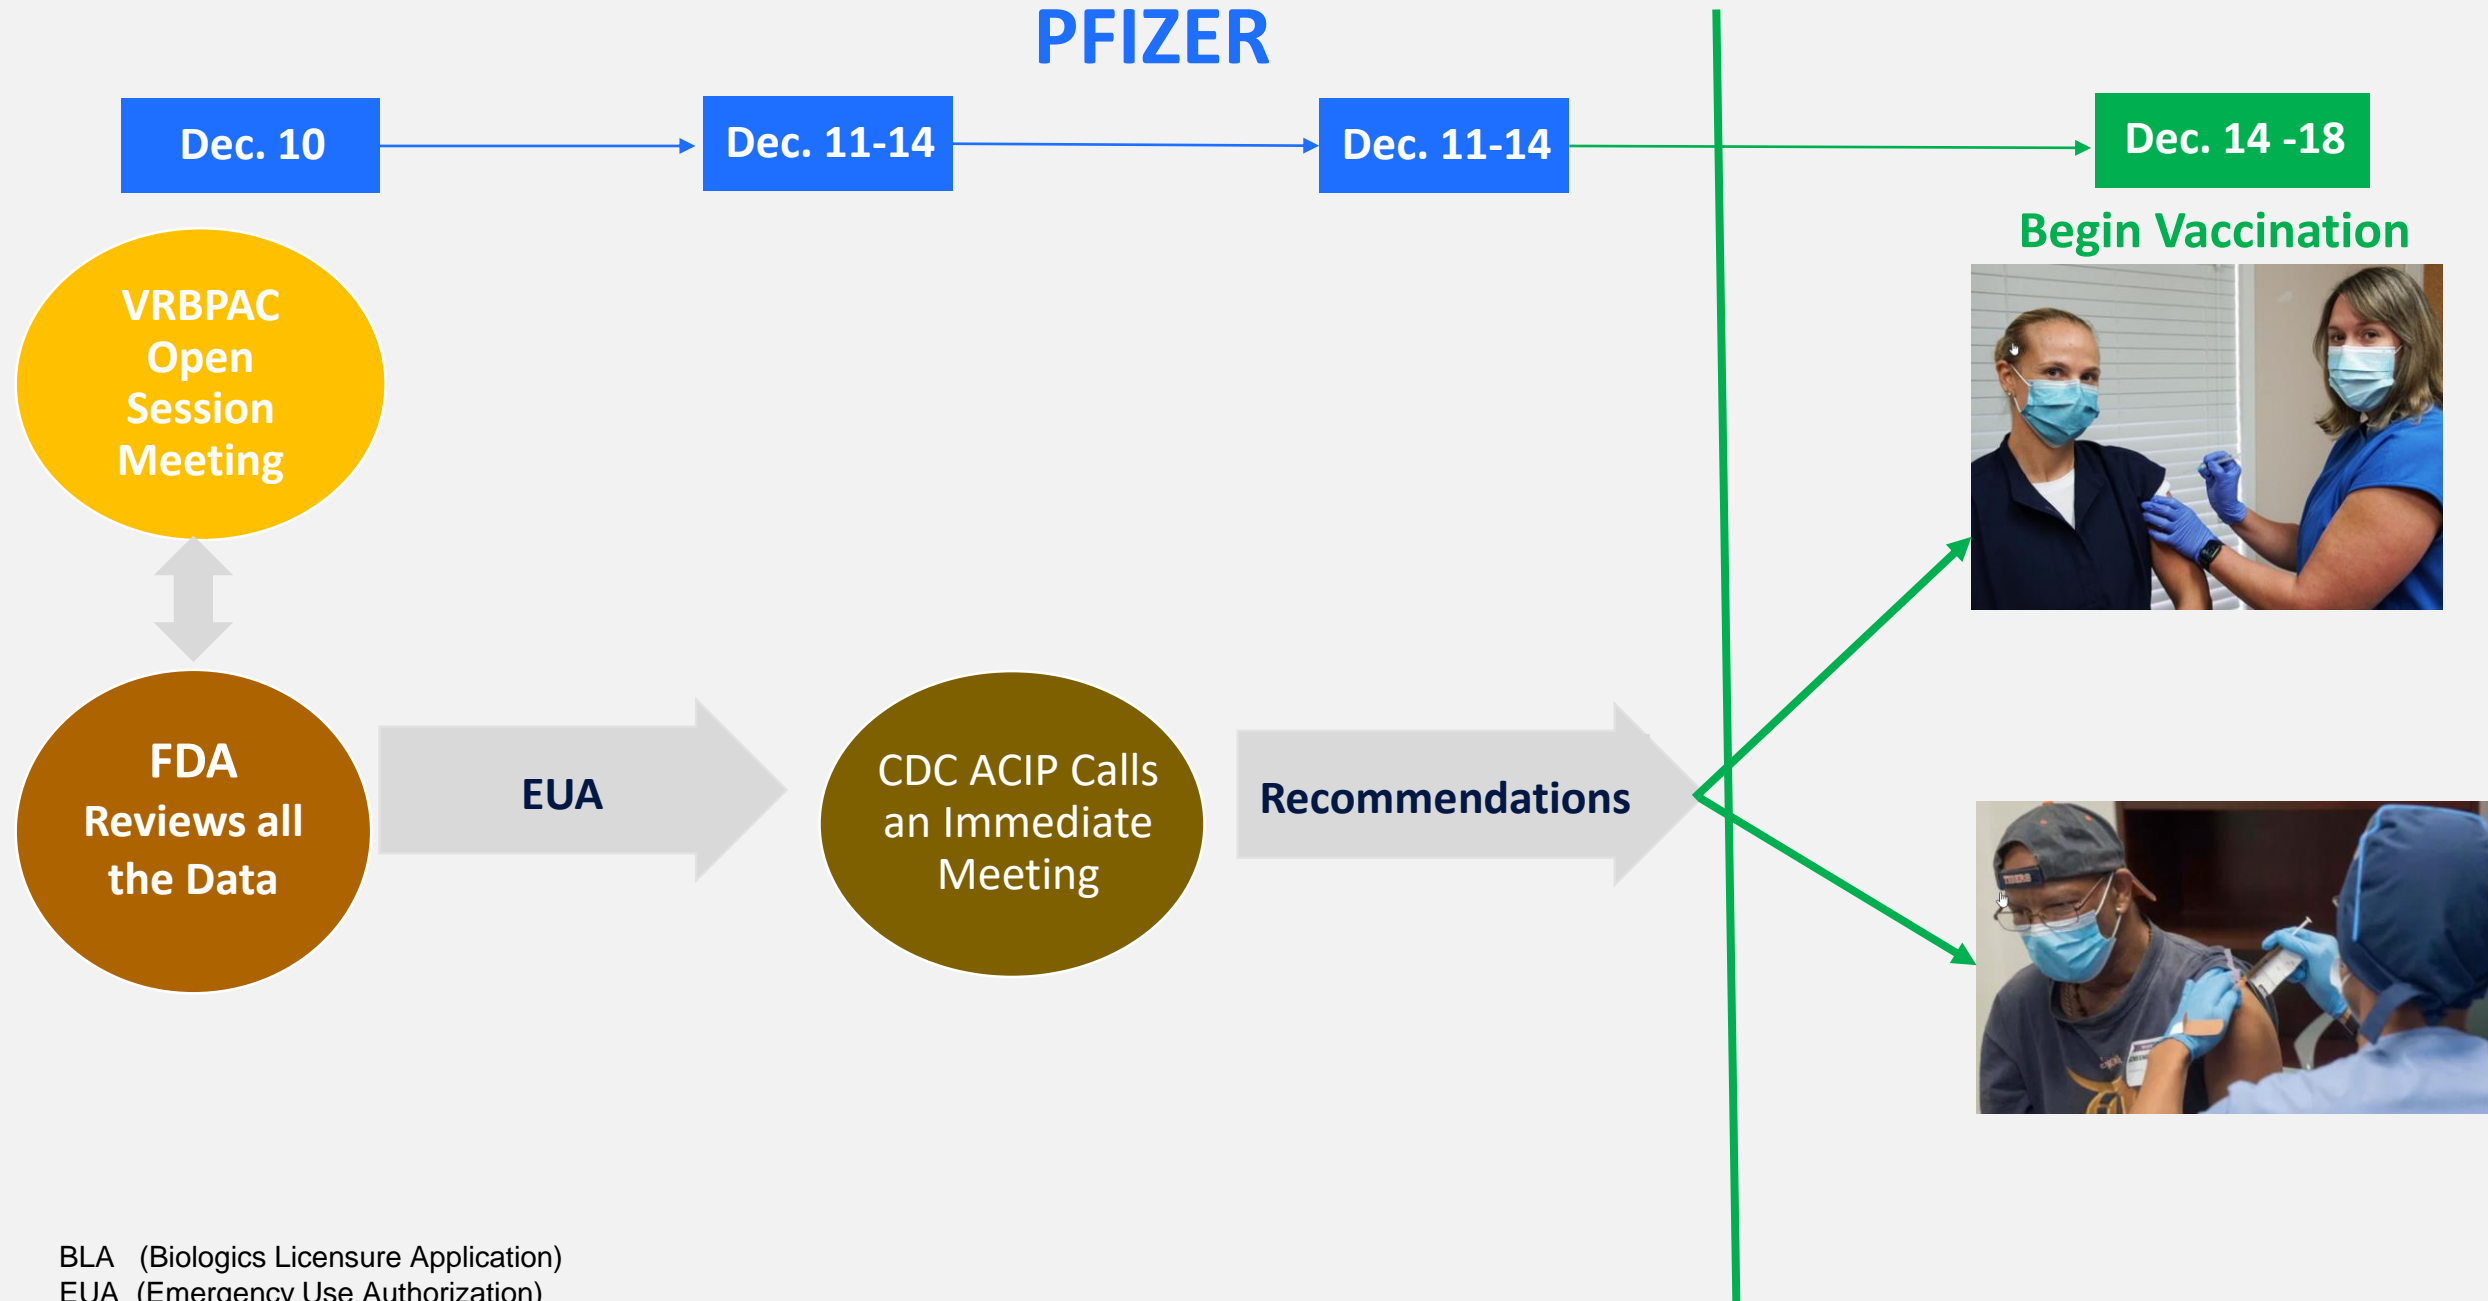 PFIZER
Dec. 10
Dec. 11-14
Dec. 11-14
Dec. 14 -18
Begin Vaccination
VRBPAC
Open
Session
Meeting
FDA
Reviews all
the Data
EUA
CDC ACIP Calls
an Immediate
Meeting
Recommendations
TIGERS
BLA (Biologics Licensure Application)
EUA (Emergency Use Authorization)